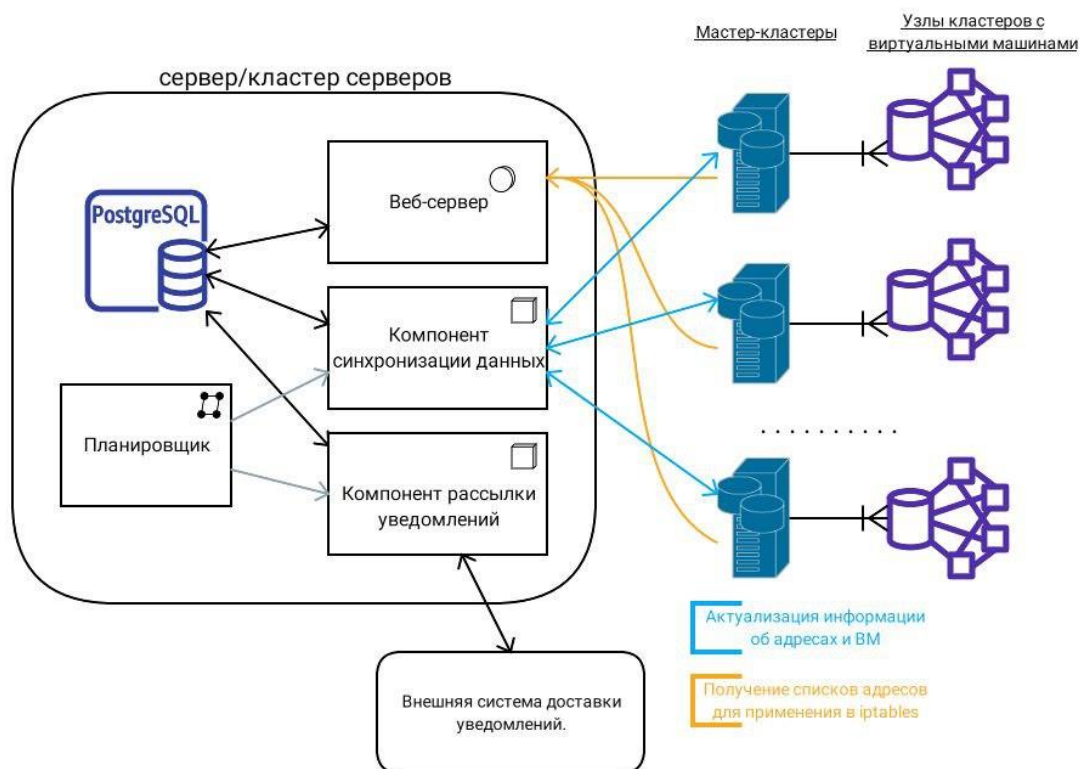 Мастер-кластеры
Узлы кластеров с
виртуальными машинами
сервер/кластер серверов
PostgreSQL
Веб-сервер
Компонент
синхронизации данных
Планировщик
Компонент рассылки
уведомлений
. . . . . . . . . .
Актуализация информации
об адресах и ВМ
Получение списков адресов
для применения в iptables
Внешняя система доставки
уведомлений.